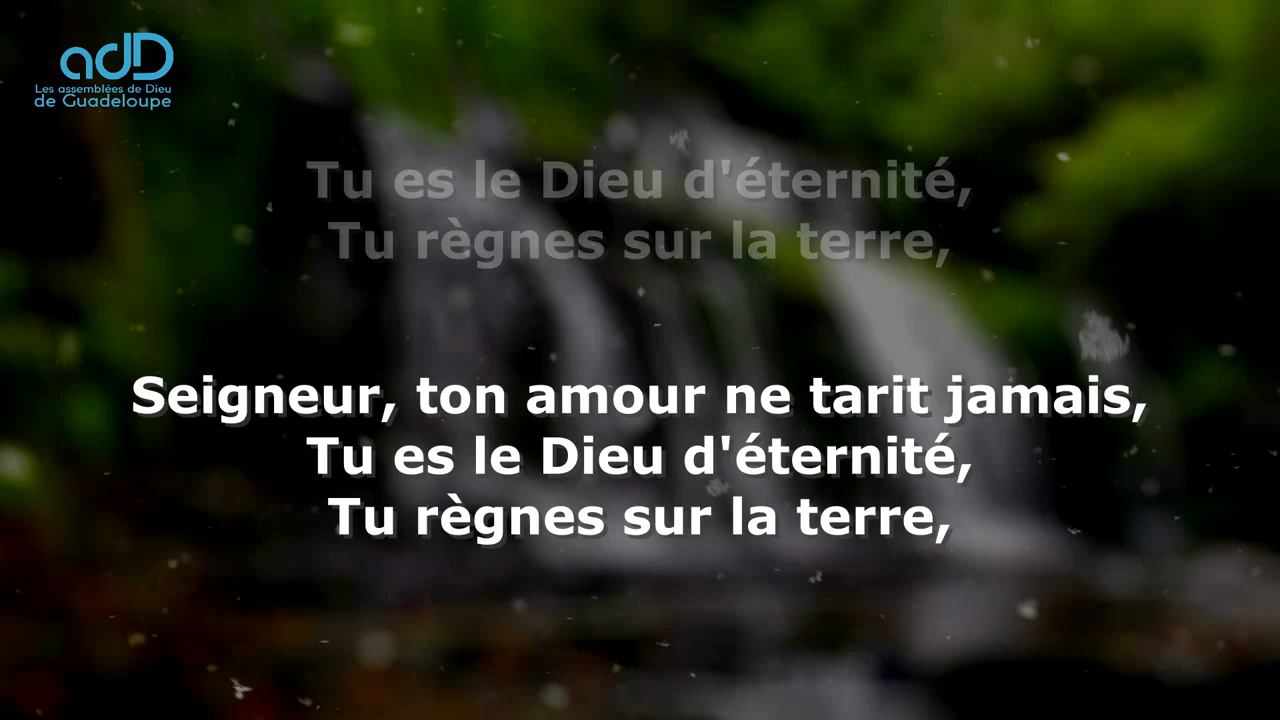 adD
Les assemblées de Dieu
de Guadeloupe
Tu es le Dieu d'éternité,
Tu règnes sur la terre,
Seigneur, ton amour ne tarit jamais,
Tu es le Dieu d'éternité,
Tu règnes sur la terre,